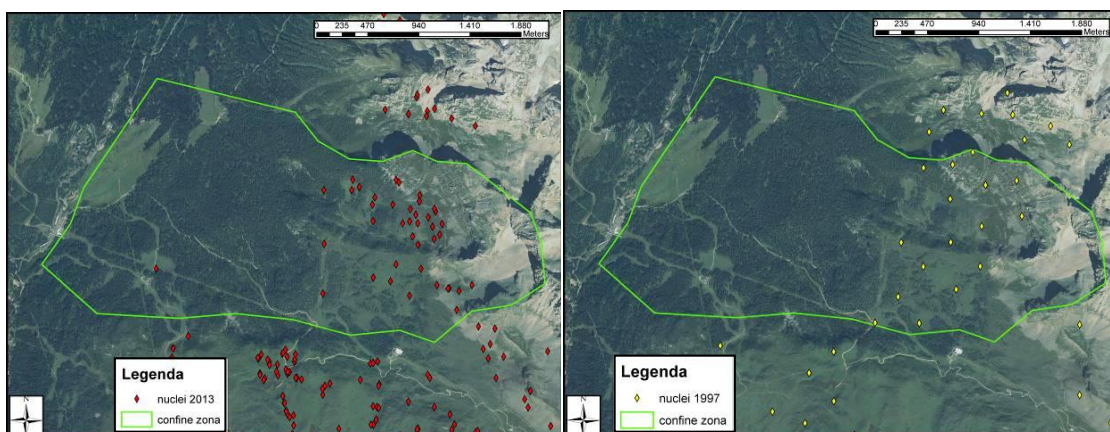 0 235 470 940 1.410 1.880
Meters
Legenda
nuclei 2013
confine zona
N
0 235 470 940 1.410 1.880
Meters
Legenda
nuclei 1997
confine zona
N